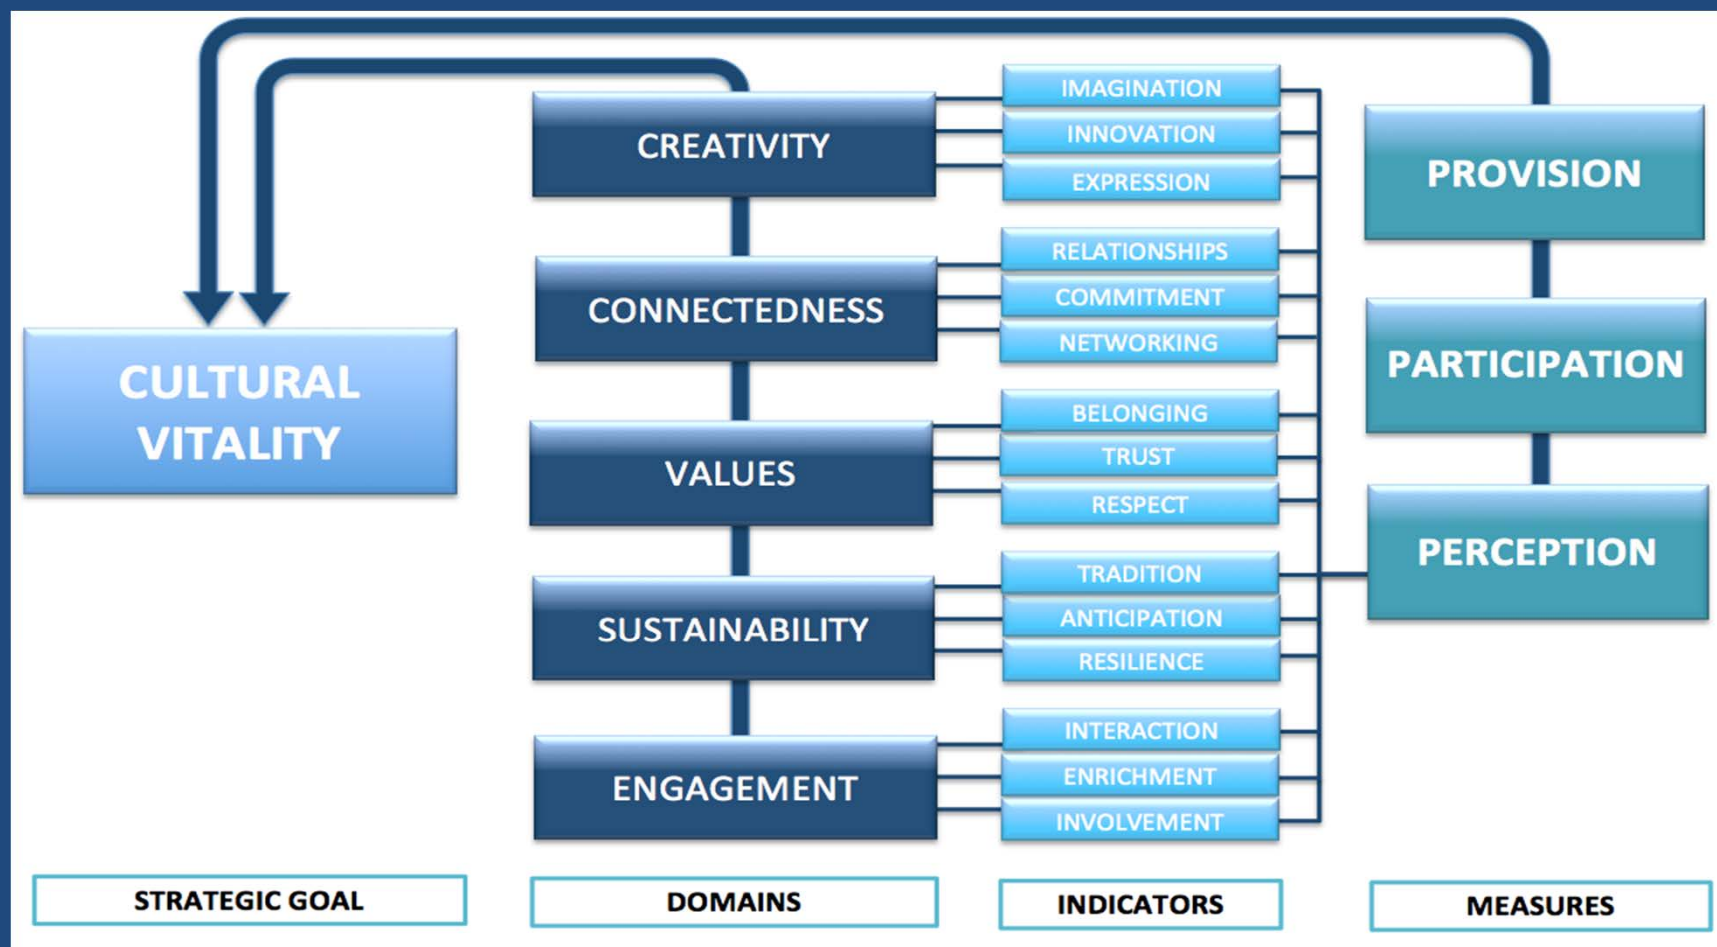 CULTURAL
VITALITY
STRATEGIC GOAL
CREATIVITY
CONNECTEDNESS
VALUES
SUSTAINABILITY
ENGAGEMENT
DOMAINS
IMAGINATION
INNOVATION
EXPRESSION
RELATIONSHIPS
COMMITMENT
NETWORKING
BELONGING
TRUST
RESPECT
TRADITION
ANTICIPATION
RESILIENCE
INTERACTION
ENRICHMENT
INVOLVEMENT
INDICATORS
PROVISION
PARTICIPATION
PERCEPTION
MEASURES